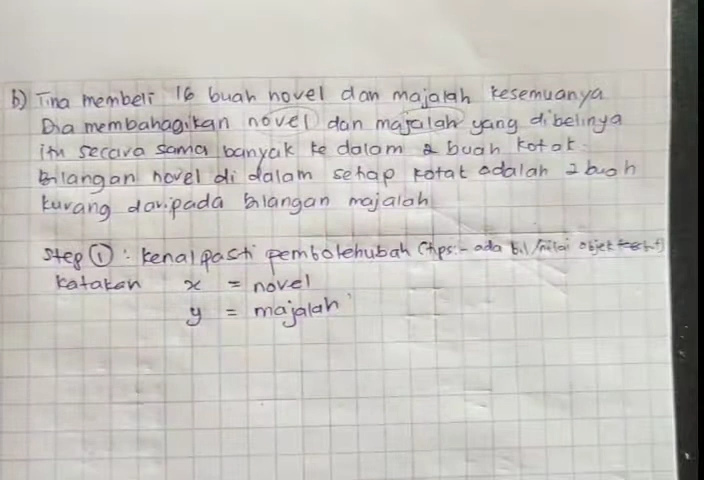 b) Tina membeli 16 buah novel dan majalah kesemuanya
Dia membahagikan novel dan majalah yang dibelinya
itu secara sama banyak ke dalam 2 buah kotak.
Bilangan novel di dalam setiap kotak adalah 2 buah
kurang daripada bilangan majalah
Step ①: kenalpasti pembolehubah (tips:- ada bil/nilai objek
katakan x = novel
y = majalah